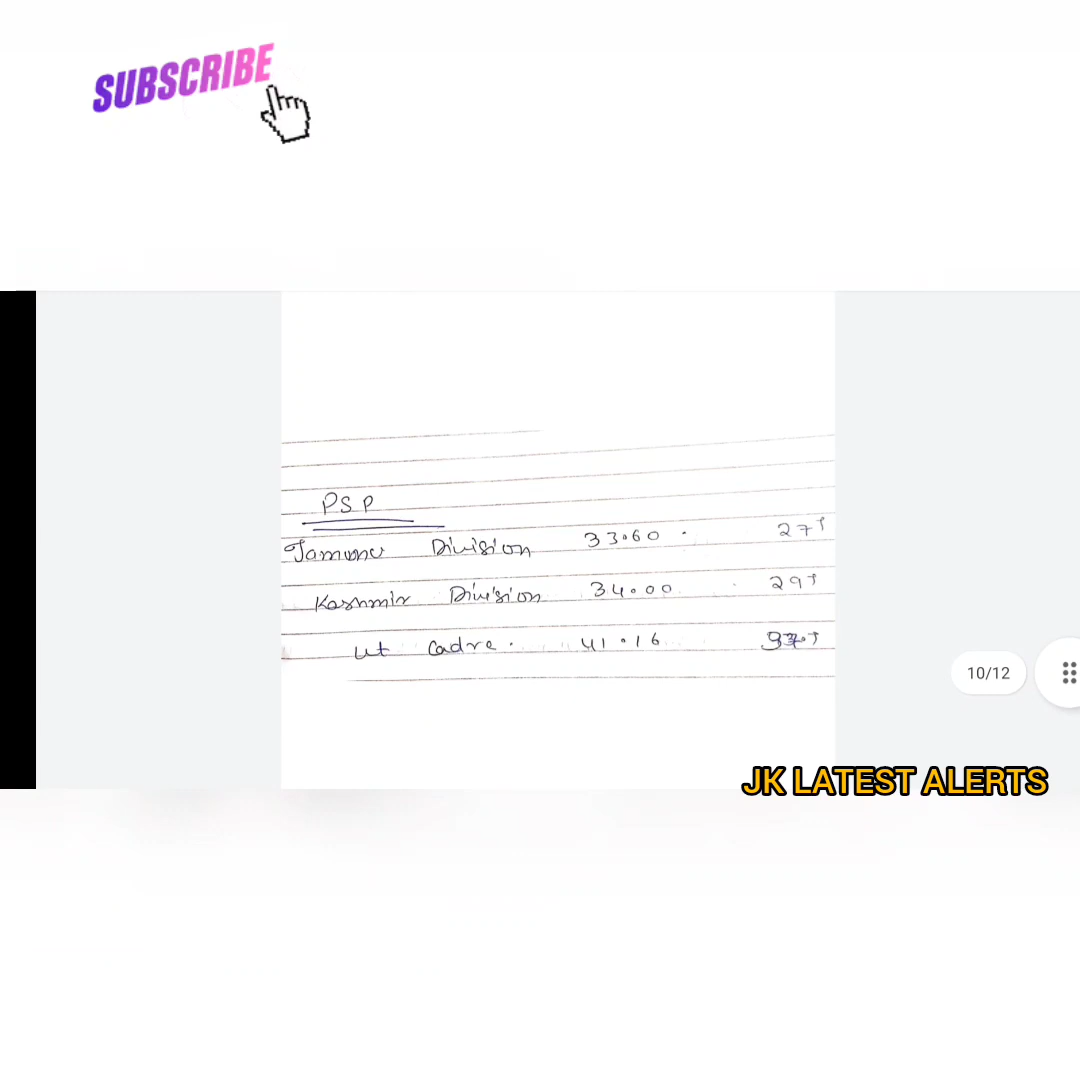 SUBSCRIBE
PSP
Jammu Division 33.60 . 27↑
Kashmir Division 34.00 . 29↑
ut Cadre . 41.16 ↑
10/12
JK LATEST ALERTS